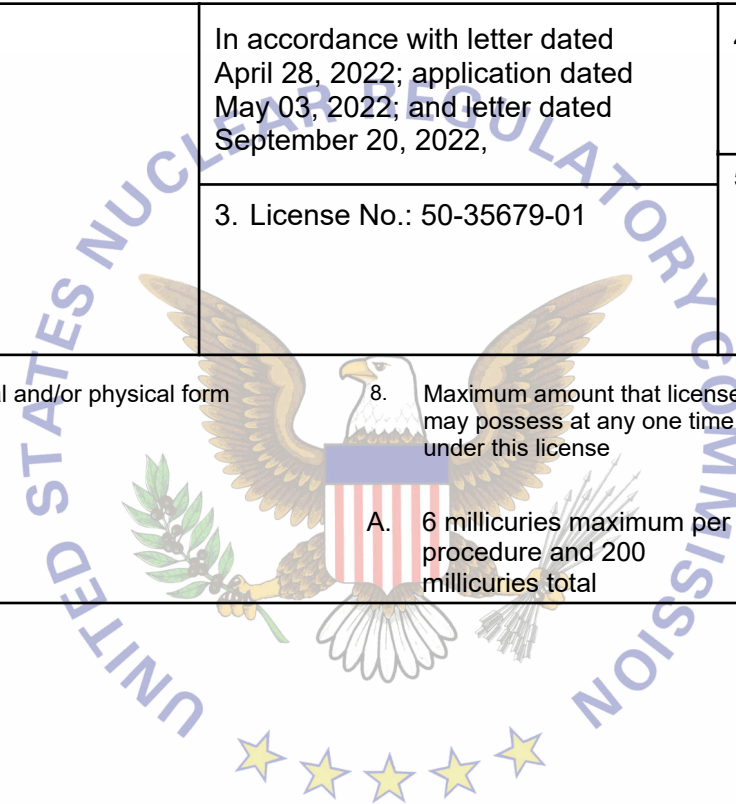 In accordance with letter dated
April 28, 2022; application dated
May 03, 2022; and letter dated
September 20, 2022,
3. License No.: 50-35679-01
and/or physical form
8. Maximum amount that license
may possess at any one time
under this license
A. 6 millicuries maximum per
procedure and 200
millicuries total
UNITED STATES NUCLEAR REGULATORY COMMISSION